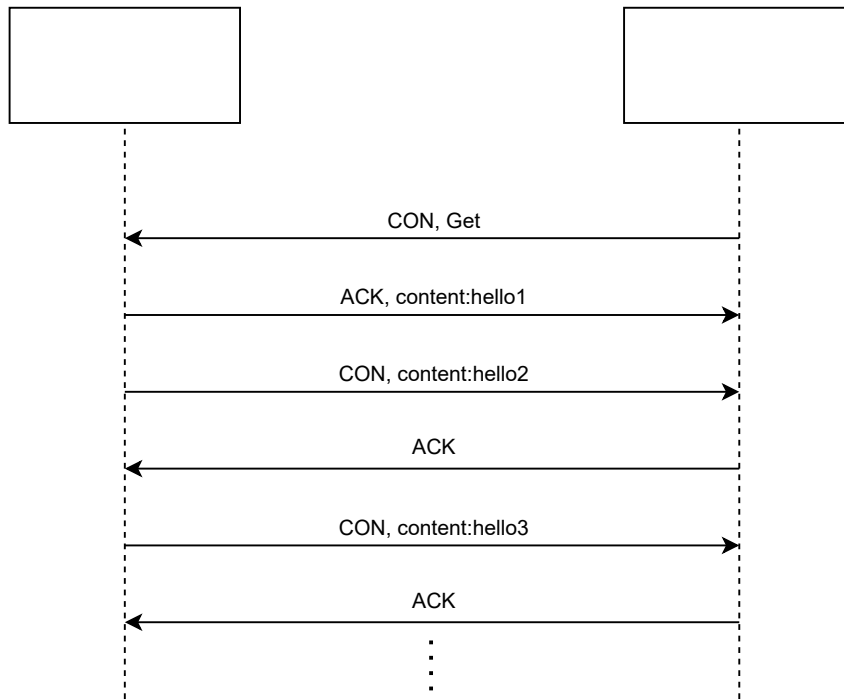 CON, Get
ACK, content:hello1
CON, content:hello2
ACK
CON, content:hello3
ACK